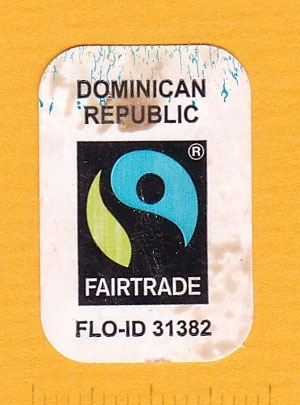 DOMINICAN
REPUBLIC
®
FAIRTRADE
FLO-ID 31382